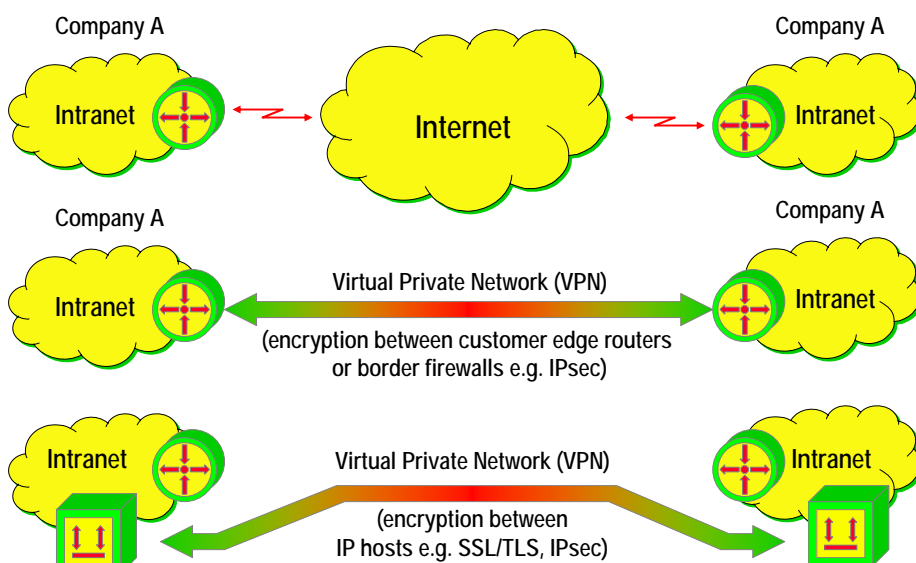 Company A
Company A
Intranet
Internet
Intranet
Company A
Company A
Intranet
Virtual Private Network (VPN)
Intranet
(encryption between customer edge routers
or border firewalls e.g. IPsec)
Intranet
Virtual Private Network (VPN)
Intranet
(encryption between
IP hosts e.g. SSL/TLS, IPsec)